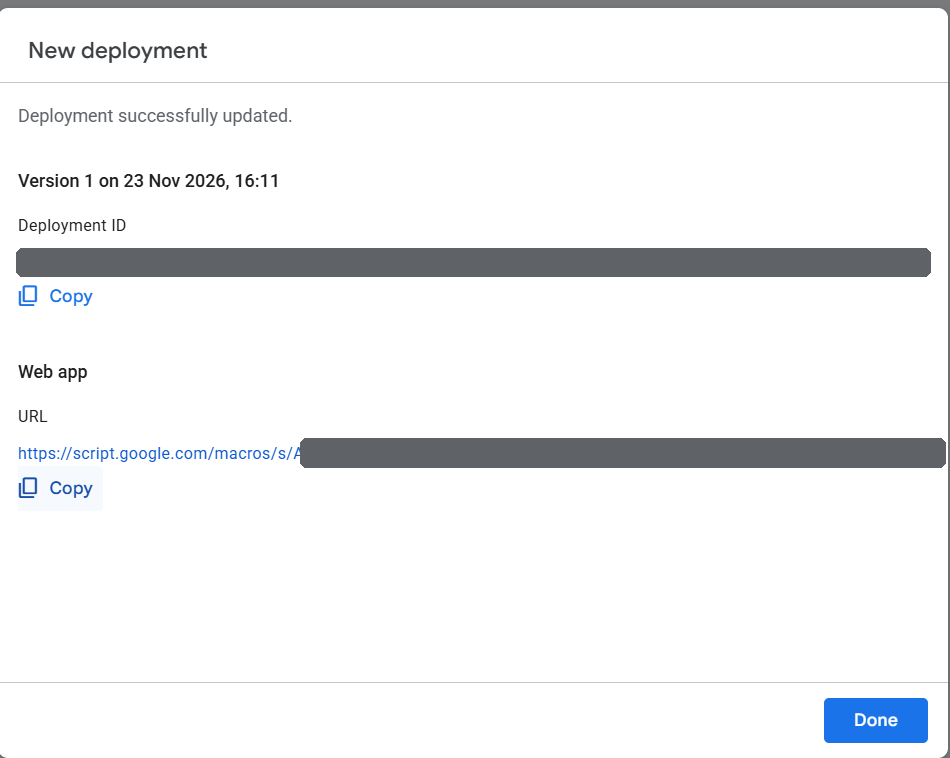 New deployment
Deployment successfully updated.
Version 1 on 23 Nov 2026, 16:11
Deployment ID
Copy
Web app
URL
https://script.google.com/macros/s/A
Copy
Done